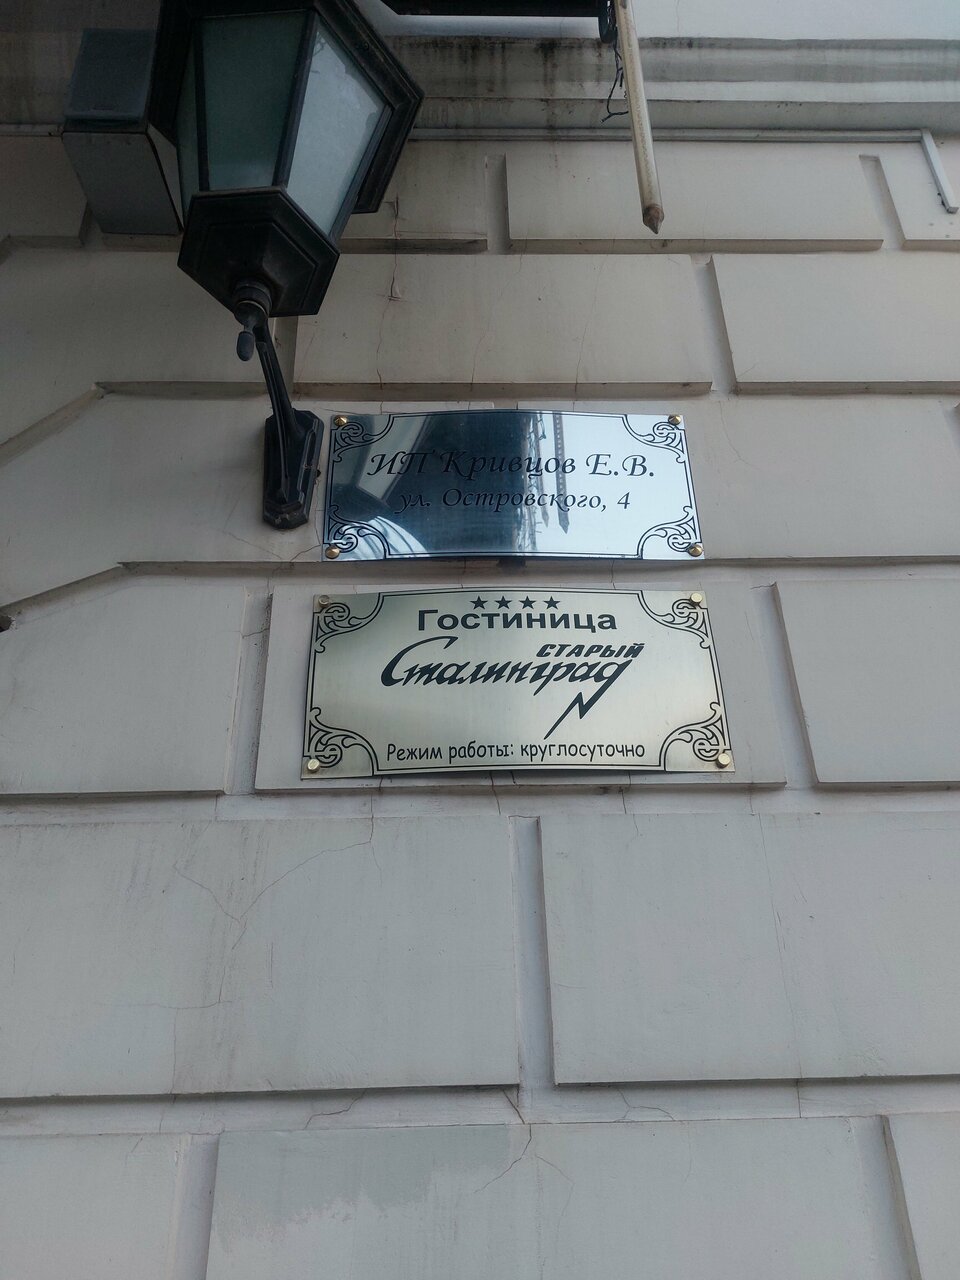 ИП Кривцов Е.В.
ул. Островского, 4
★★★★
Гостиница
СТАРЫЙ
Сталинград
Режим работы: круглосуточно